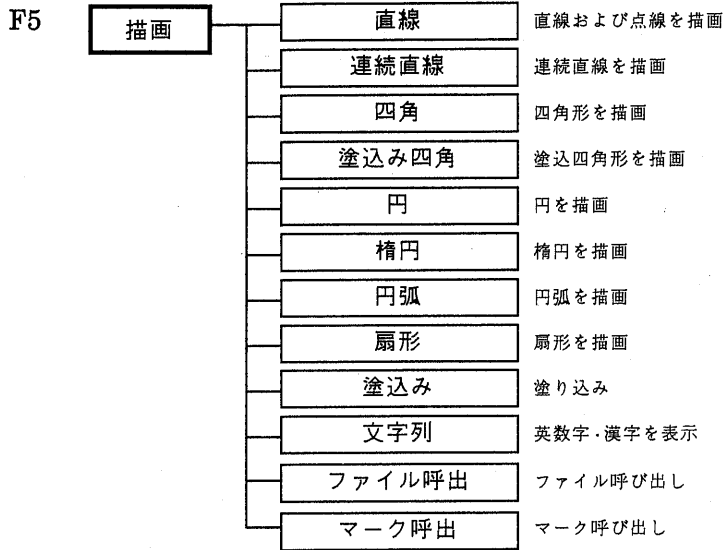 F5 描画 直線 直線および点線を描画
連続直線 連続直線を描画
四角 四角形を描画
塗込み四角 塗込四角形を描画
円 円を描画
楕円 楕円を描画
円弧 円弧を描画
扇形 扇形を描画
塗込み 塗り込み
文字列 英数字・漢字を表示
ファイル呼出 ファイル呼び出し
マーク呼出 マーク呼び出し